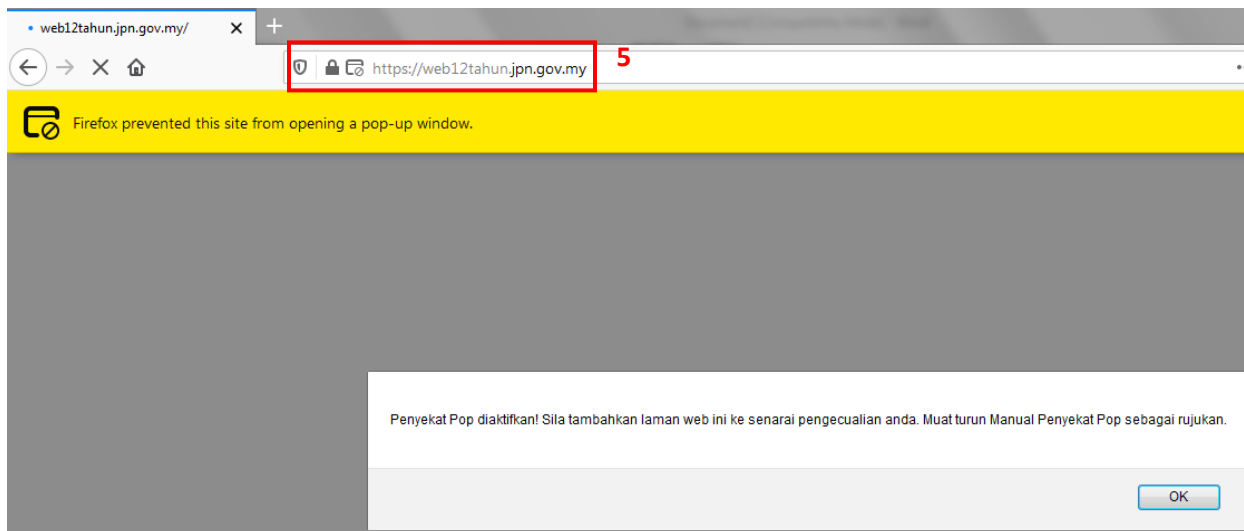 web12tahun.jpn.gov.my/
https://web12tahun.jpn.gov.my
5
Firefox prevented this site from opening a pop-up window.
Penyekat Pop diaktifkan! Sila tambahkan laman web ini ke senarai pengecualian anda. Muat turun Manual Penyekat Pop sebagai rujukan.
OK